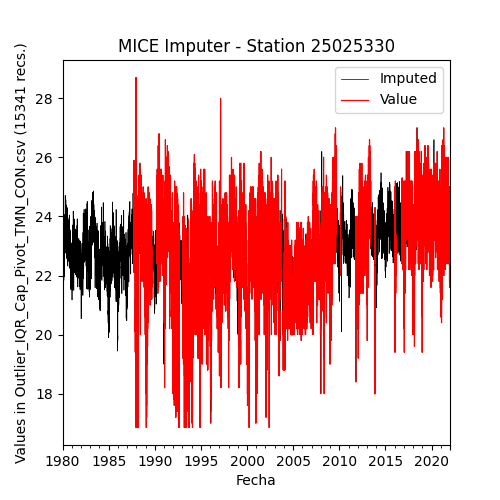 MICE Imputer - Station 25025330
Values in Outlier_IQR_Cap_Pivot_TMN_CON.csv (15341 recs.)
Imputed
Value
28
26
24
22
20
18
1980 1985 1990 1995 2000 2005 2010 2015 2020
Fecha